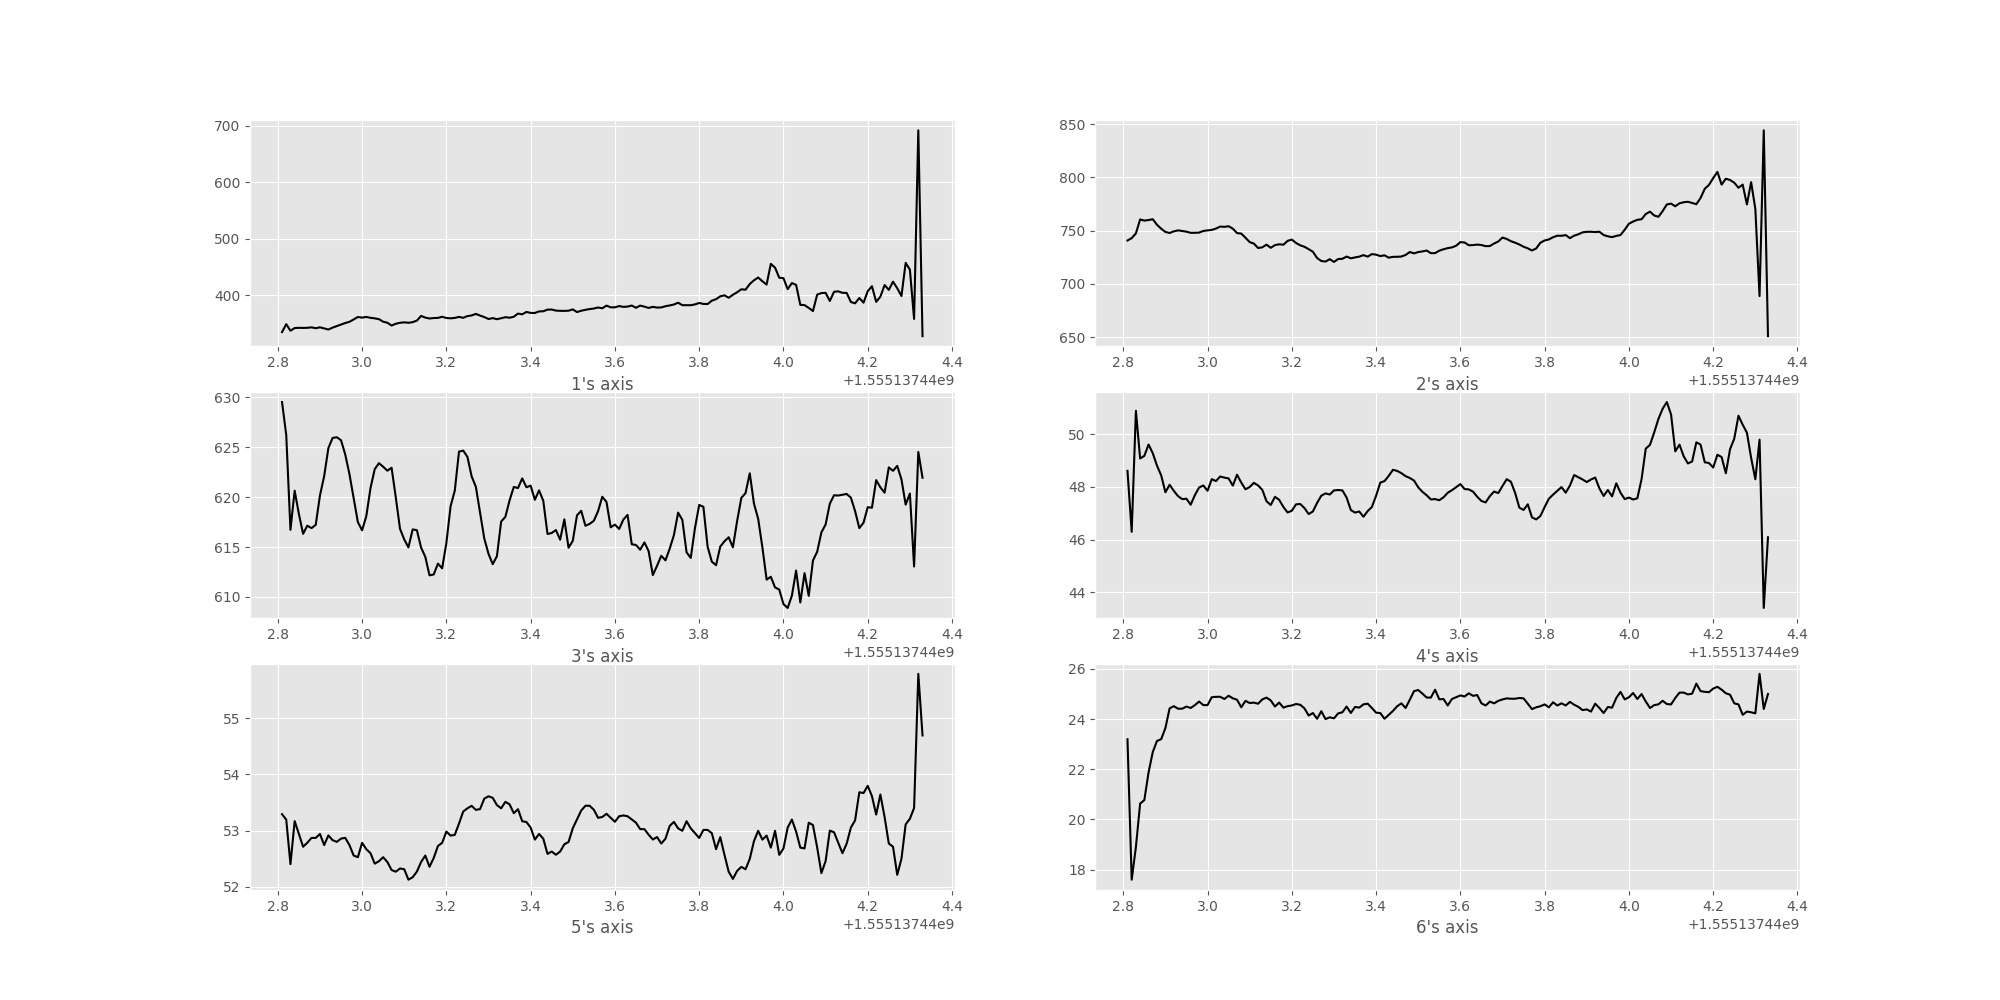 700
600
500
400
2.8 3.0 3.2 3.4 3.6 3.8 4.0 4.2 4.4
+1.55513744e9
1's axis
850
800
750
700
650
2.8 3.0 3.2 3.4 3.6 3.8 4.0 4.2 4.4
+1.55513744e9
2's axis
630
625
620
615
610
2.8 3.0 3.2 3.4 3.6 3.8 4.0 4.2 4.4
+1.55513744e9
3's axis
50
48
46
44
2.8 3.0 3.2 3.4 3.6 3.8 4.0 4.2 4.4
+1.55513744e9
4's axis
55
54
53
52
2.8 3.0 3.2 3.4 3.6 3.8 4.0 4.2 4.4
+1.55513744e9
5's axis
26
24
22
20
18
2.8 3.0 3.2 3.4 3.6 3.8 4.0 4.2 4.4
+1.55513744e9
6's axis